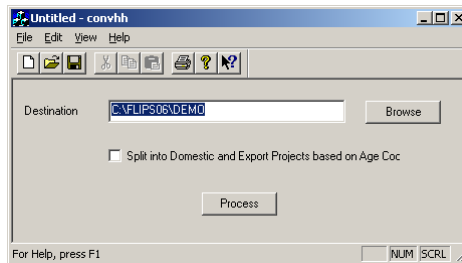 Untitled - convhh
File Edit View Help
Destination C:\FLIPS06\DEMO Browse
Split into Domestic and Export Projects based on Age Coc
Process
For Help, press F1 NUM SCRL